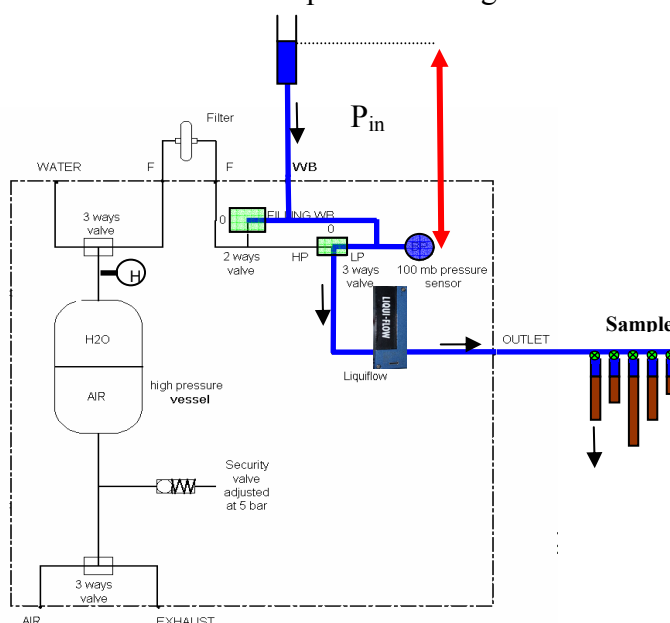 P_in
Filter
WATER
F
F
WB
3 ways
valve
0
FILLING WB
0
2 ways
valve
HP
LP
3 ways
valve
100 mb pressure
sensor
H
H2O
AIR
high pressure
vessel
LIQUI-FLOW
Liquiflow
OUTLET
Sample
Security
valve
adjusted
at 5 bar
3 ways
valve
AIR
EXHAUST